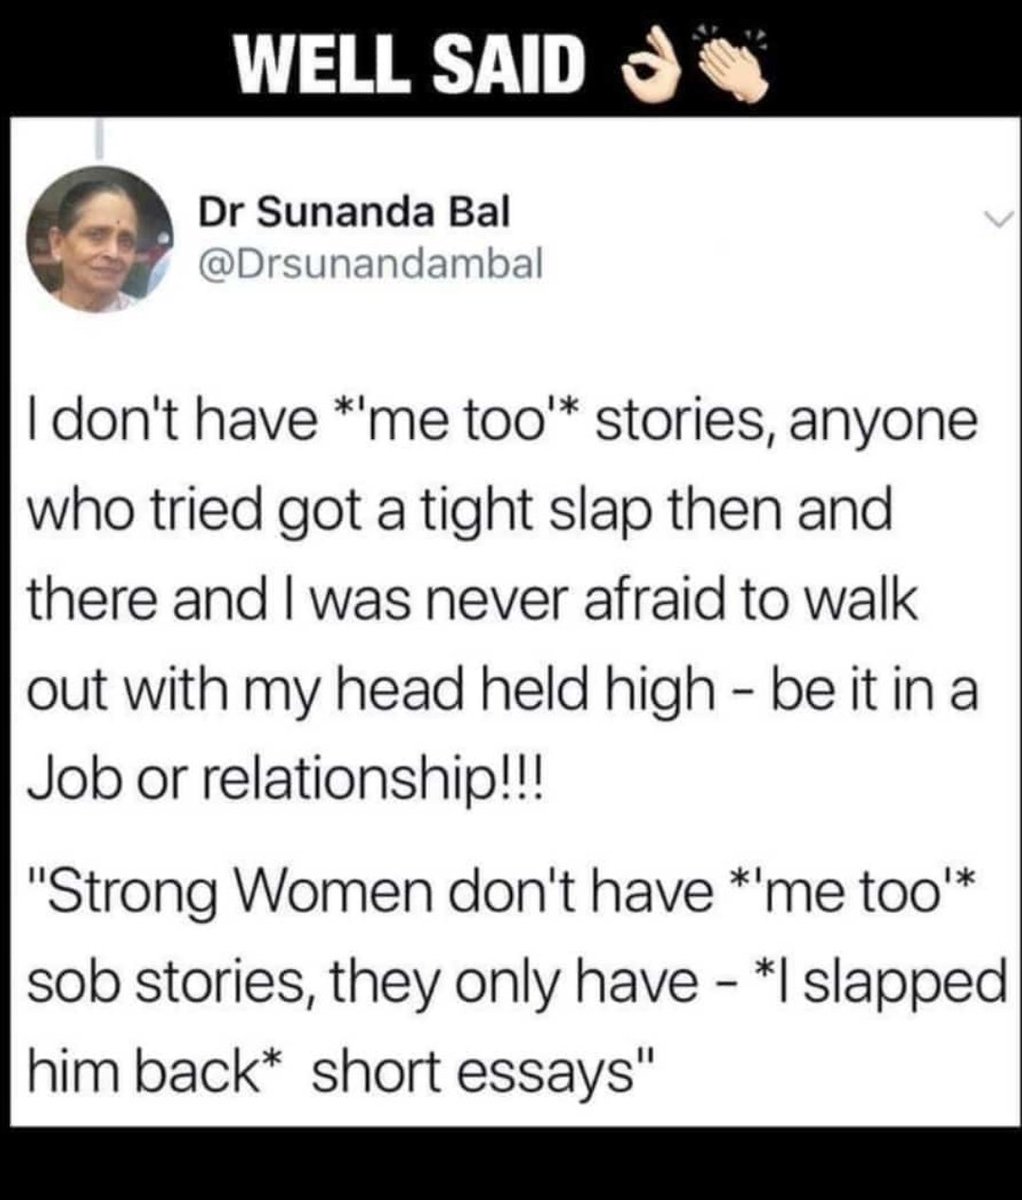 WELL SAID 👌🏻👏🏻
Dr Sunanda Bal
@Drsunandambal
I don't have *'me too'* stories, anyone
who tried got a tight slap then and
there and I was never afraid to walk
out with my head held high - be it in a
Job or relationship!!!
"Strong Women don't have *'me too'*
sob stories, they only have - *I slapped
him back*  short essays"